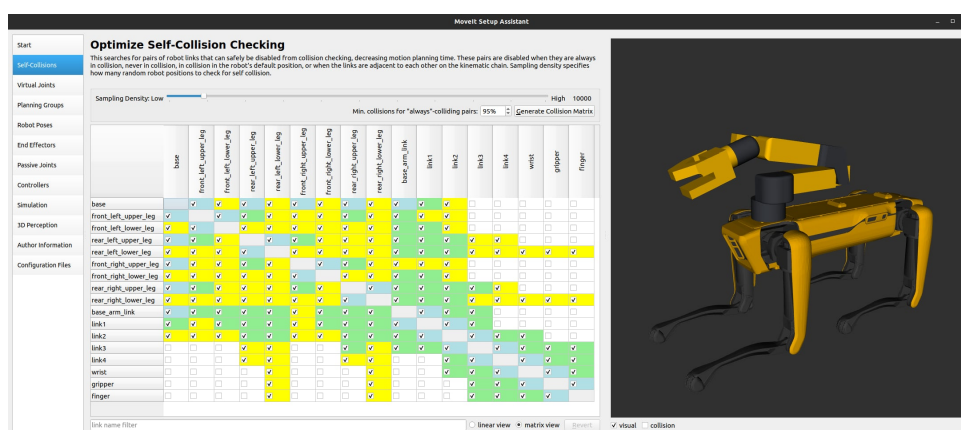 MoveIt Setup Assistant
Start
Self-Collisions
Virtual Joints
Planning Groups
Robot Poses
End Effectors
Passive Joints
Controllers
Simulation
3D Perception
Author Information
Configuration Files
Optimize Self-Collision Checking
This searches for pairs of robot links that can safely be disabled from collision checking, decreasing motion planning time. These pairs are disabled when they are always
in collision, never in collision, in collision in the robot's default position, or when the links are adjacent to each other on the kinematic chain. Sampling density specifies
how many random robot positions to check for self collision.
Sampling Density: Low High 10000
Min. collisions for "always"-colliding pairs: 95% Generate Collision Matrix
base
front_left_upper_leg
front_left_lower_leg
rear_left_upper_leg
rear_left_lower_leg
front_right_upper_leg
front_right_lower_leg
rear_right_upper_leg
rear_right_lower_leg
base_arm_link
link1
link2
link3
link4
wrist
gripper
finger
base
front_left_upper_leg
front_left_lower_leg
rear_left_upper_leg
rear_left_lower_leg
front_right_upper_leg
front_right_lower_leg
rear_right_upper_leg
rear_right_lower_leg
base_arm_link
link1
link2
link3
link4
wrist
gripper
finger
link name filter
linear view matrix view Revert
visual collision